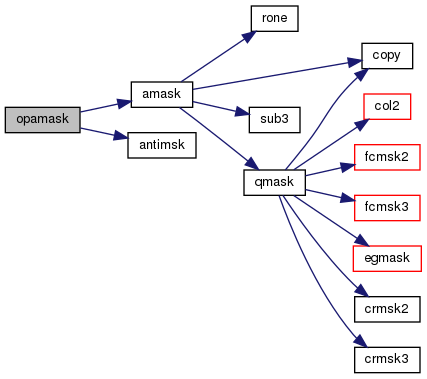 rone
copy
amask
col2
opamask
sub3
antimsk
fcmsk2
qmask
fcmsk3
egmask
crmsk2
crmsk3